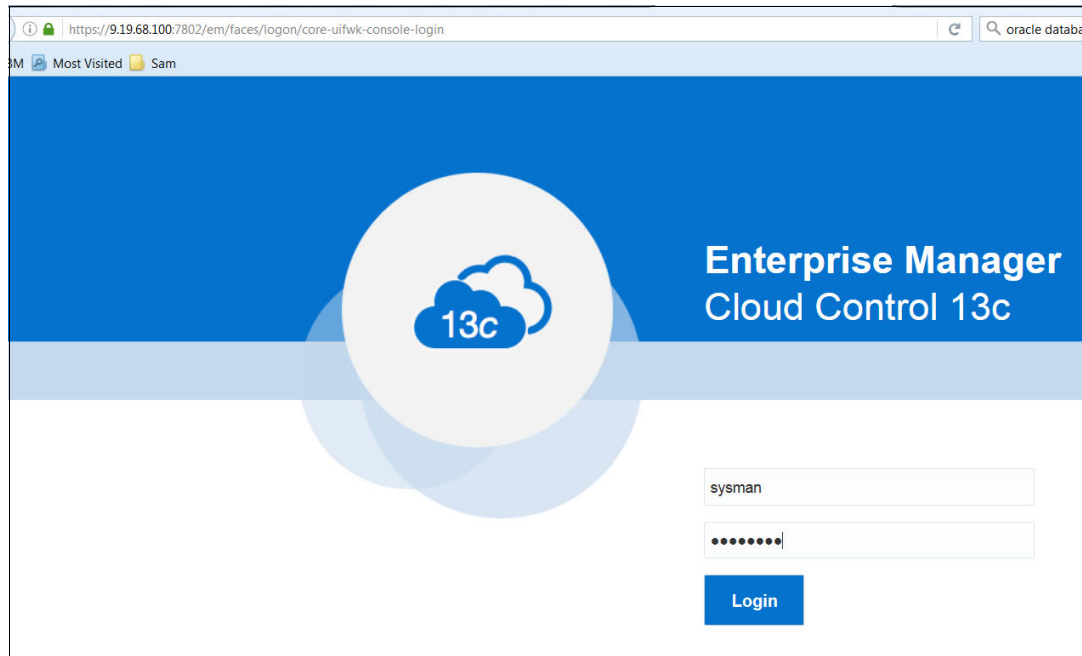 https://9.19.68.100:7802/em/faces/logon/core-uifwk-console-login
oracle databa
BM Most Visited Sam
13c
Enterprise Manager
Cloud Control 13c
sysman
••••••••
Login